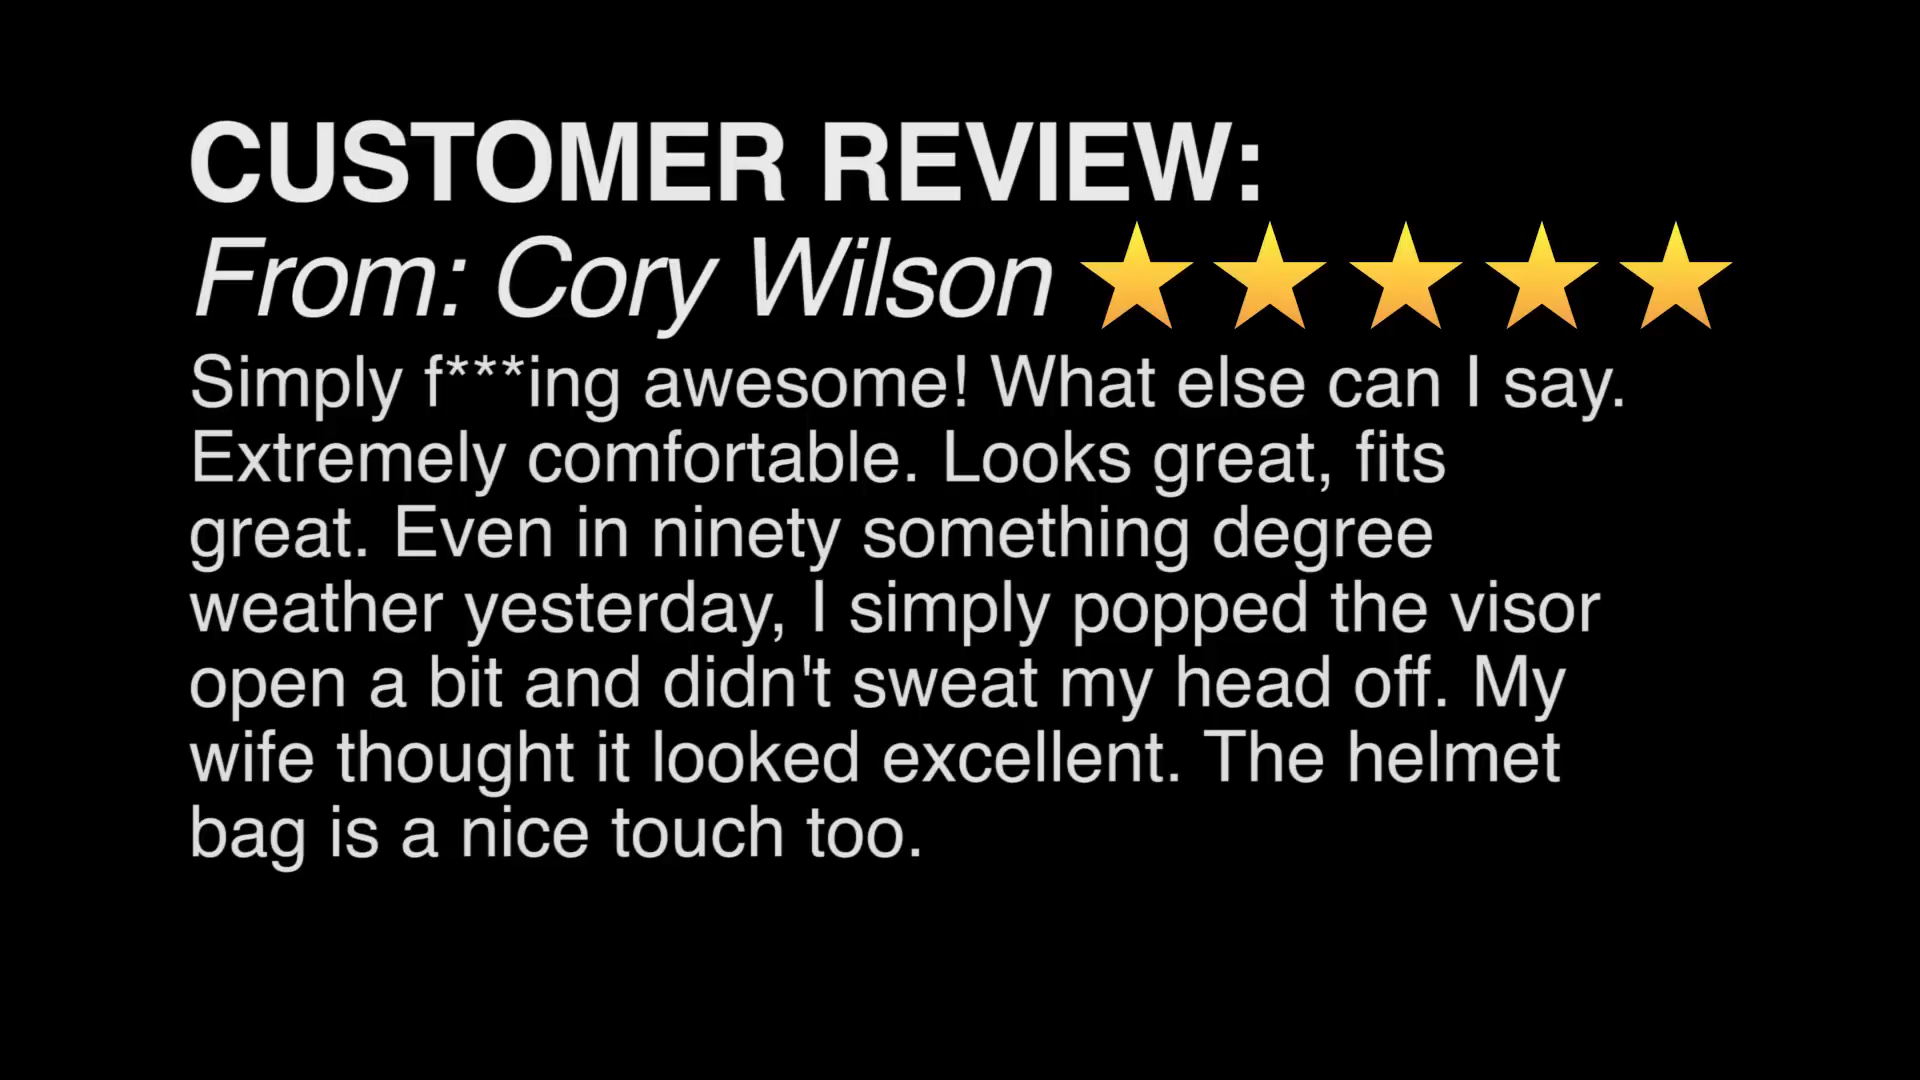 CUSTOMER REVIEW:
From: Cory Wilson ⭐⭐⭐⭐⭐
Simply f***ing awesome! What else can I say.
Extremely comfortable. Looks great, fits
great. Even in ninety something degree
weather yesterday, I simply popped the visor
open a bit and didn't sweat my head off. My
wife thought it looked excellent. The helmet
bag is a nice touch too.